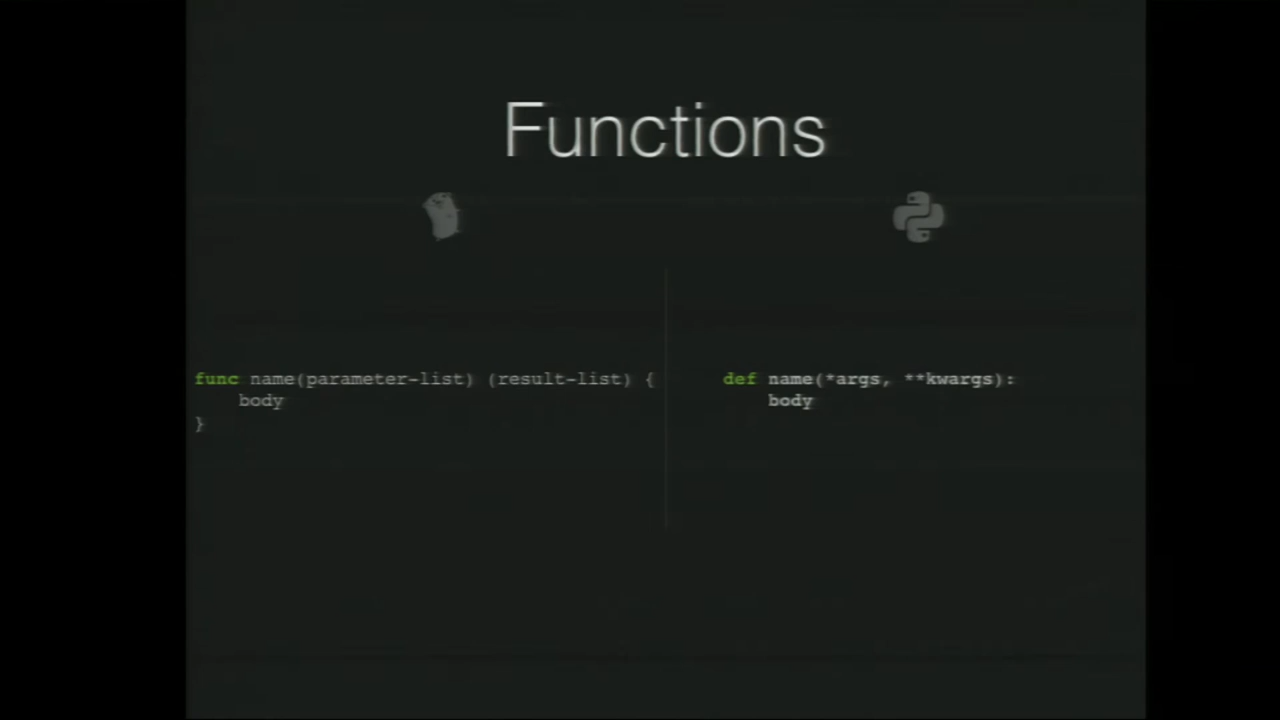 Functions
func name(parameter-list) (result-list) {
    body
}
def name(*args, **kwargs):
    body